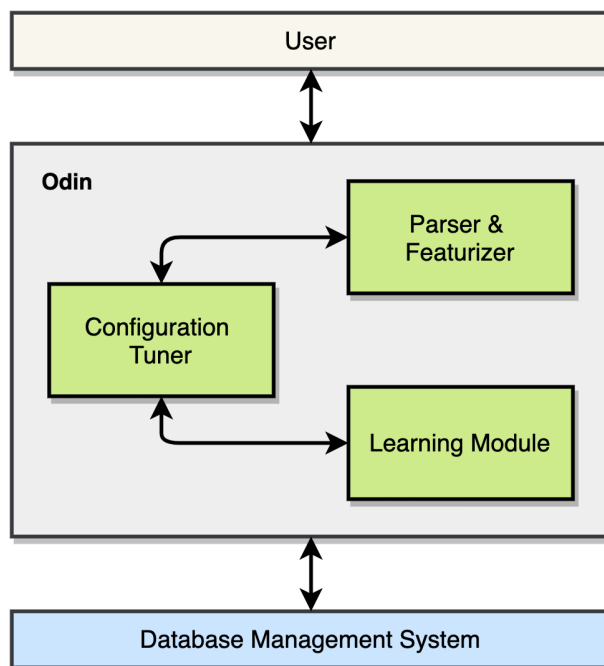 User
Odin
Parser &
Featurizer
Configuration
Tuner
Learning Module
Database Management System